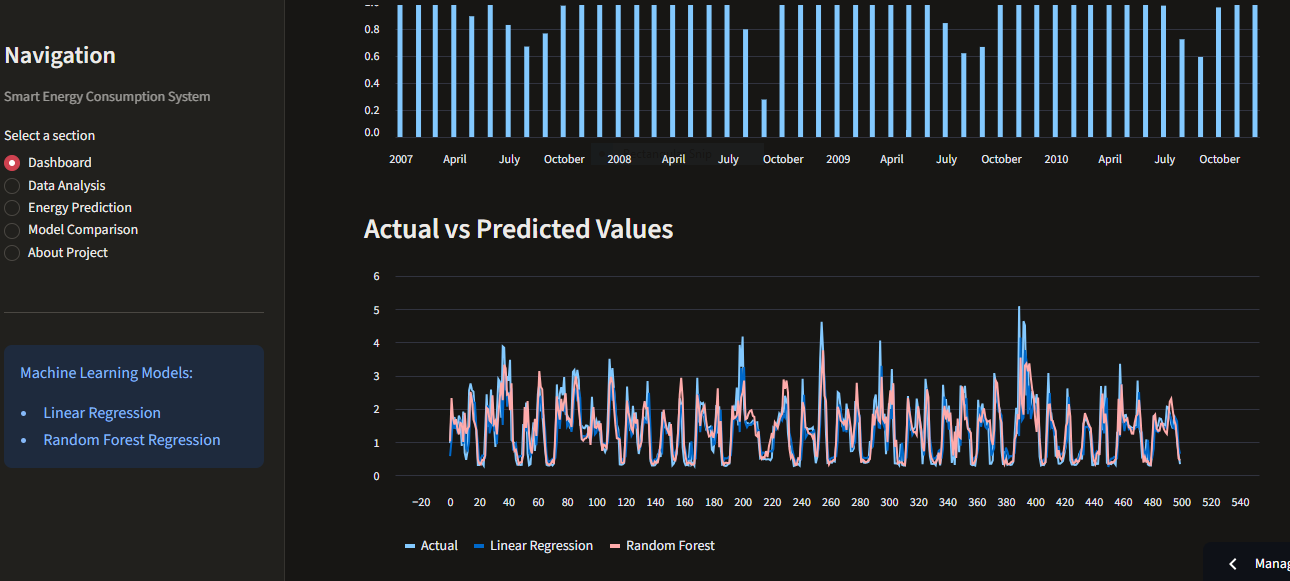 Navigation
Smart Energy Consumption System
Select a section
Dashboard
Data Analysis
Energy Prediction
Model Comparison
About Project
Machine Learning Models:
Linear Regression
Random Forest Regression
0.8
0.6
0.4
0.2
0.0
2007 April July October 2008 April July October 2009 April July October 2010 April July October
Actual vs Predicted Values
6
5
4
3
2
1
0
−20 0 20 40 60 80 100 120 140 160 180 200 220 240 260 280 300 320 340 360 380 400 420 440 460 480 500 520 540
Actual Linear Regression Random Forest
Manag